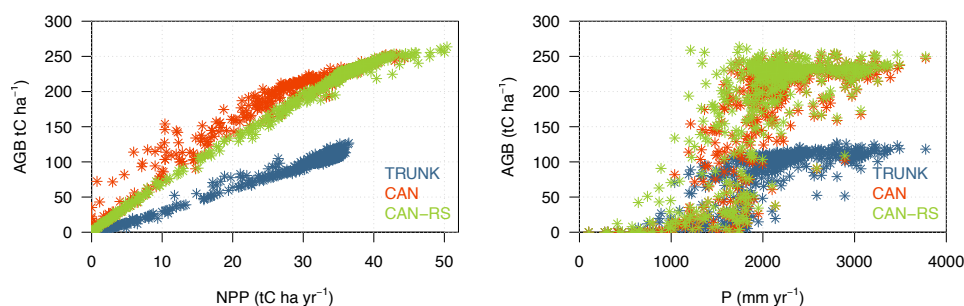 AGB tC ha⁻¹
300
250
200
150
100
50
0
TRUNK
CAN
CAN−RS
0 10 20 30 40 50
NPP (tC ha yr⁻¹)
AGB (tC ha⁻¹)
300
250
200
150
100
50
0
TRUNK
CAN
CAN−RS
0 1000 2000 3000 4000
P (mm yr⁻¹)